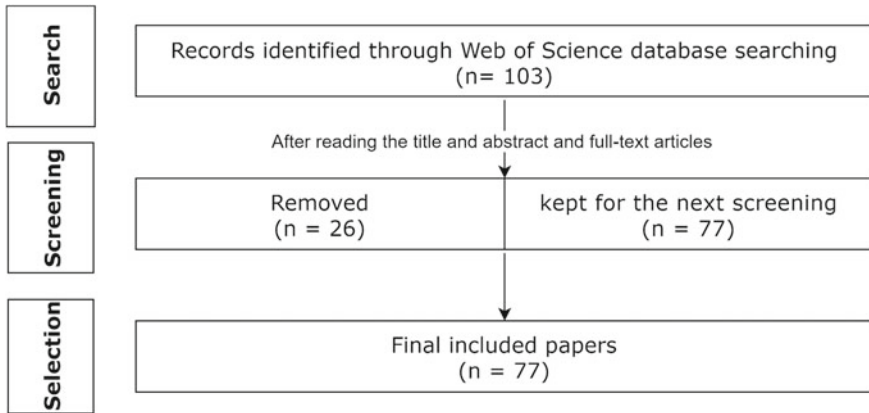 Search
Records identified through Web of Science database searching
(n= 103)
After reading the title and abstract and full-text articles
Screening
Removed
(n = 26)
kept for the next screening
(n = 77)
Selection
Final included papers
(n = 77)